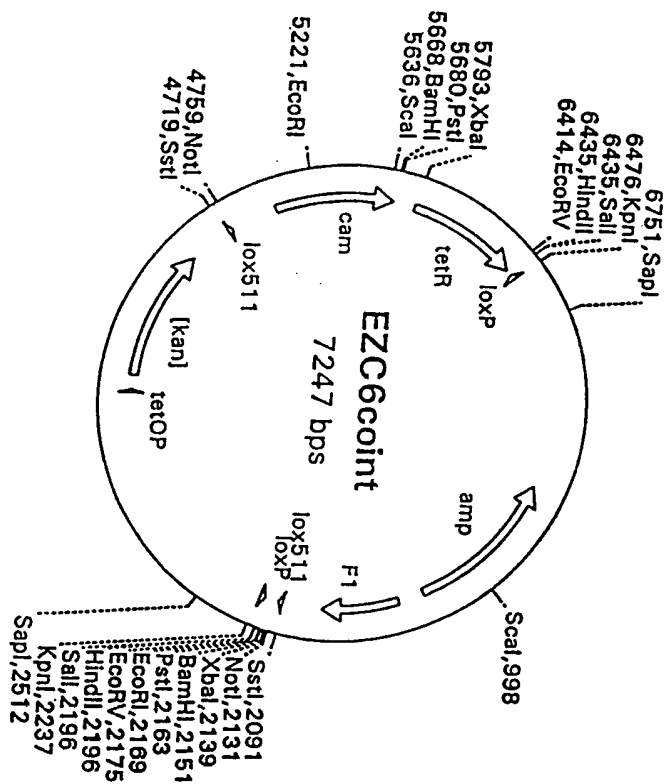 EZC6coint
7247 bps
5221,EcoRI
4759,NotI
4719,SstI
5793,XbaI
5680,PstI
5668,BamHI
5636,ScaI
6751,SapI
6476,KpnI
6435,SalI
6435,HindII
6414,EcoRV
ScaI,998
SstI,2091
NotI,2131
XbaI,2139
BamHI,2151
PstI,2163
EcoRI,2169
EcoRV,2175
HindII,2196
SalI,2196
KpnI,2237
SapI,2512
cam
tetR
loxP
amp
F1
loxP
lox511
tetOP
[kan]
lox511